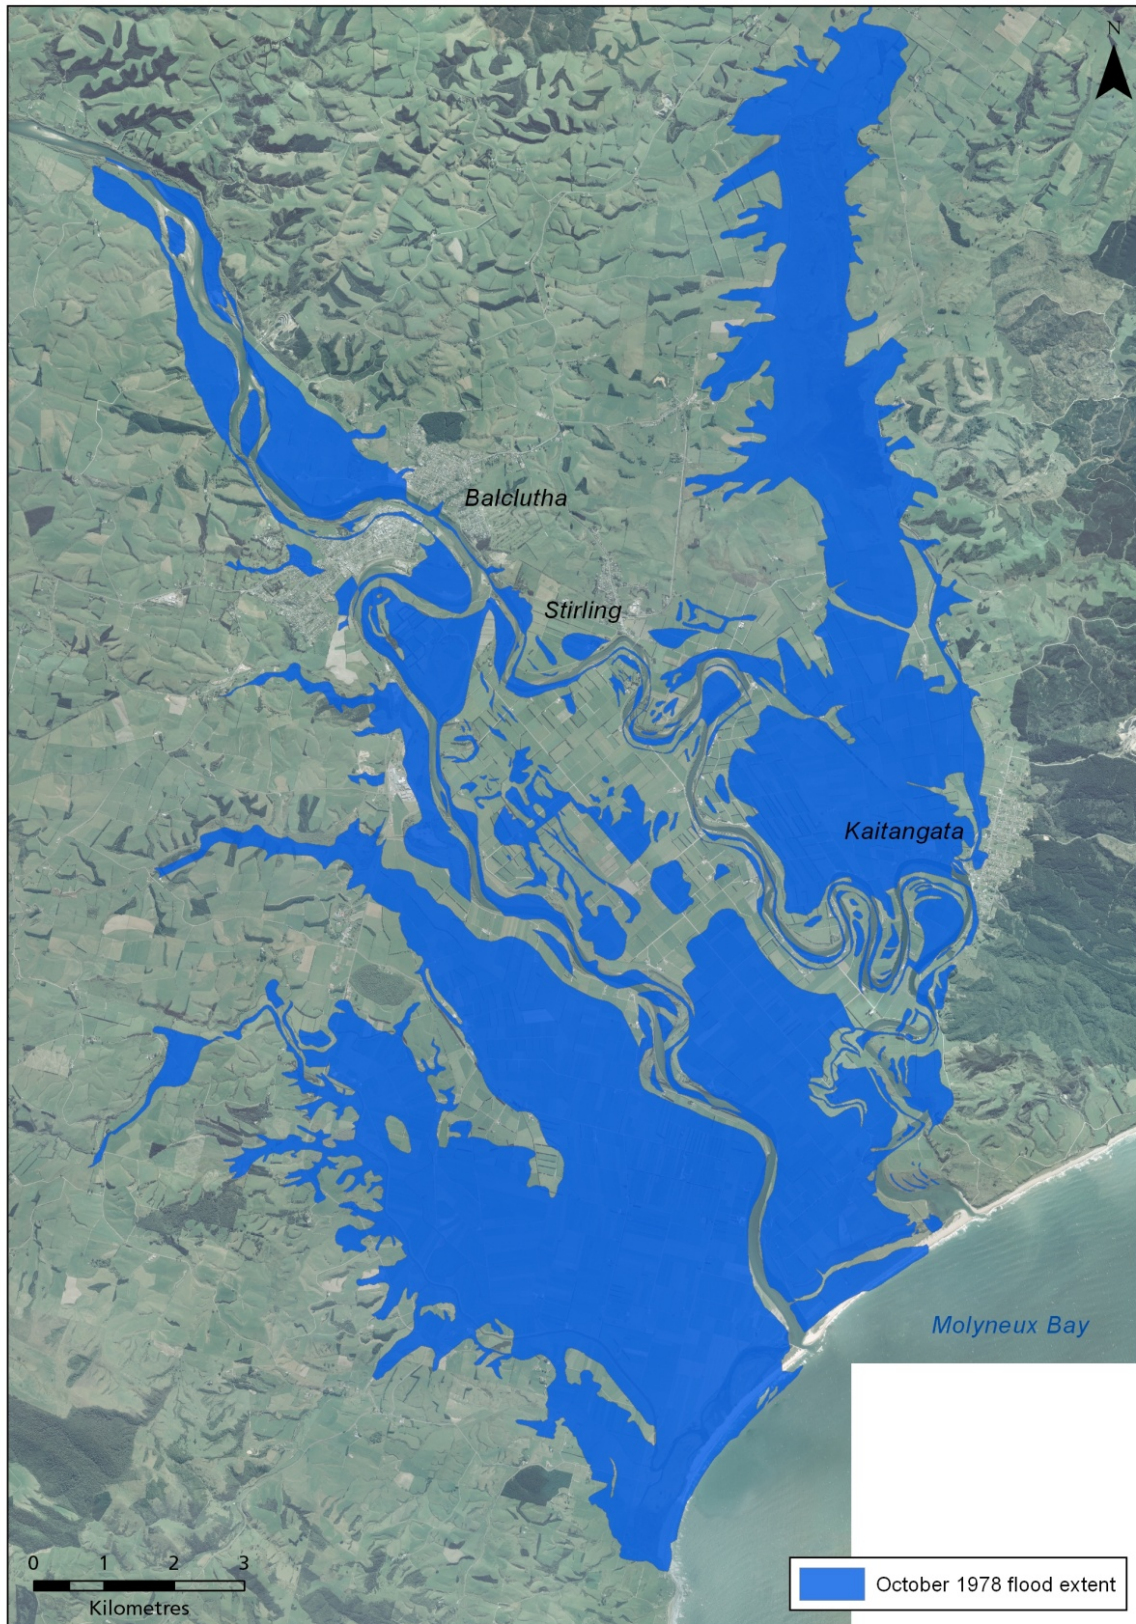 N
Balclutha
Stirling
Kaitangata
Molyneux Bay
0 1 2 3
Kilometres
October 1978 flood extent